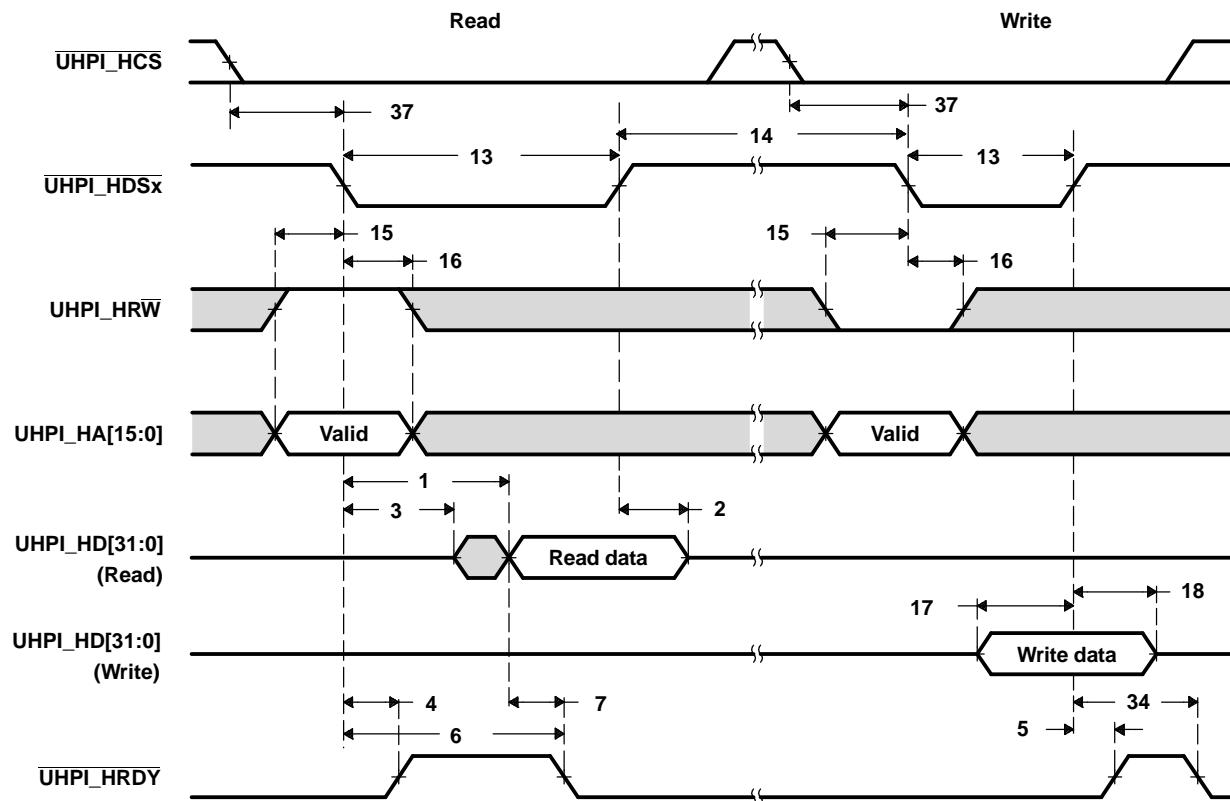 Read Write
UHPI_HCS
37 37
14
13 13
UHPI_HDSx
15 15
16 16
UHPI_HRW
UHPI_HA[15:0] Valid Valid
1
3 2
UHPI_HD[31:0]
(Read)
Read data
17 18
UHPI_HD[31:0]
(Write)
Write data
4 7 34
6 5
UHPI_HRDY